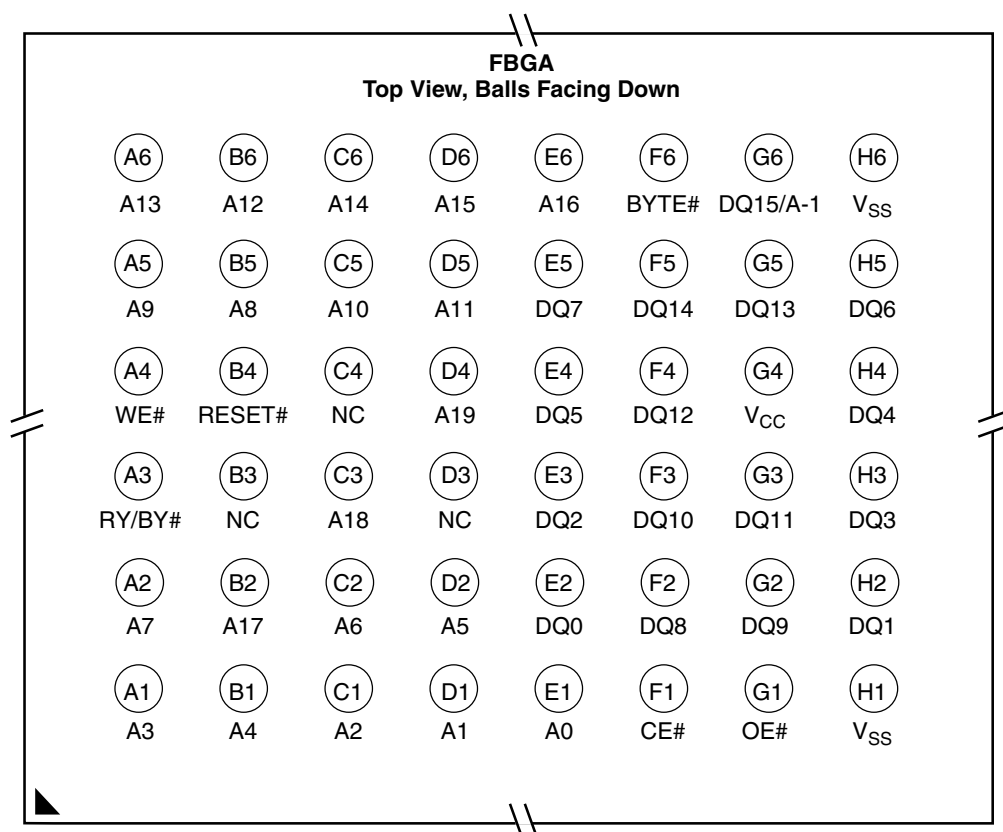 FBGA
Top View, Balls Facing Down
A6 B6 C6 D6 E6 F6 G6 H6
A13 A12 A14 A15 A16 BYTE# DQ15/A-1 VSS
A5 B5 C5 D5 E5 F5 G5 H5
A9 A8 A10 A11 DQ7 DQ14 DQ13 DQ6
A4 B4 C4 D4 E4 F4 G4 H4
WE# RESET# NC A19 DQ5 DQ12 VCC DQ4
A3 B3 C3 D3 E3 F3 G3 H3
RY/BY# NC A18 NC DQ2 DQ10 DQ11 DQ3
A2 B2 C2 D2 E2 F2 G2 H2
A7 A17 A6 A5 DQ0 DQ8 DQ9 DQ1
A1 B1 C1 D1 E1 F1 G1 H1
A3 A4 A2 A1 A0 CE# OE# VSS